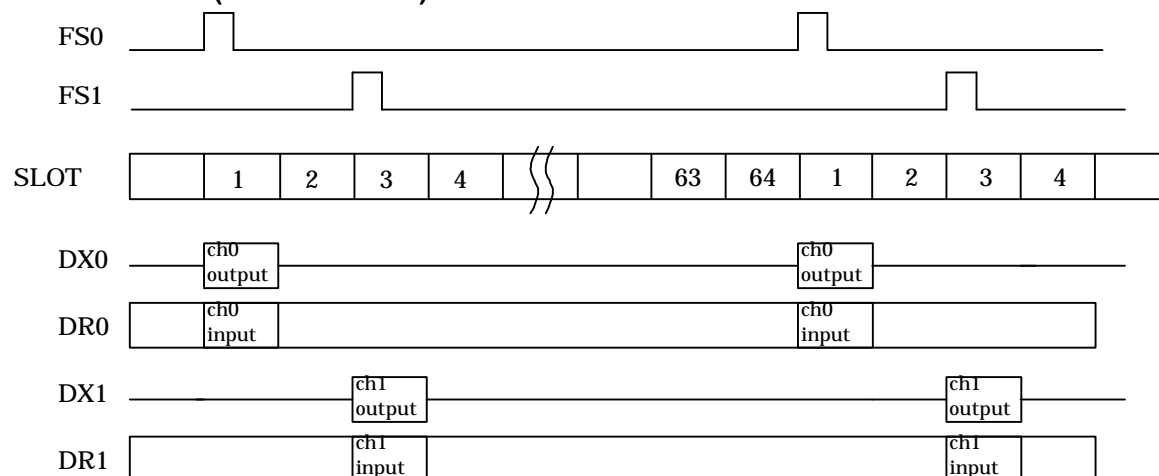 FS0
FS1
SLOT 1 2 3 4 63 64 1 2 3 4
DX0 ch0 output ch0 output
DR0 ch0 input ch0 input
DX1 ch1 output ch1 output
DR1 ch1 input ch1 input